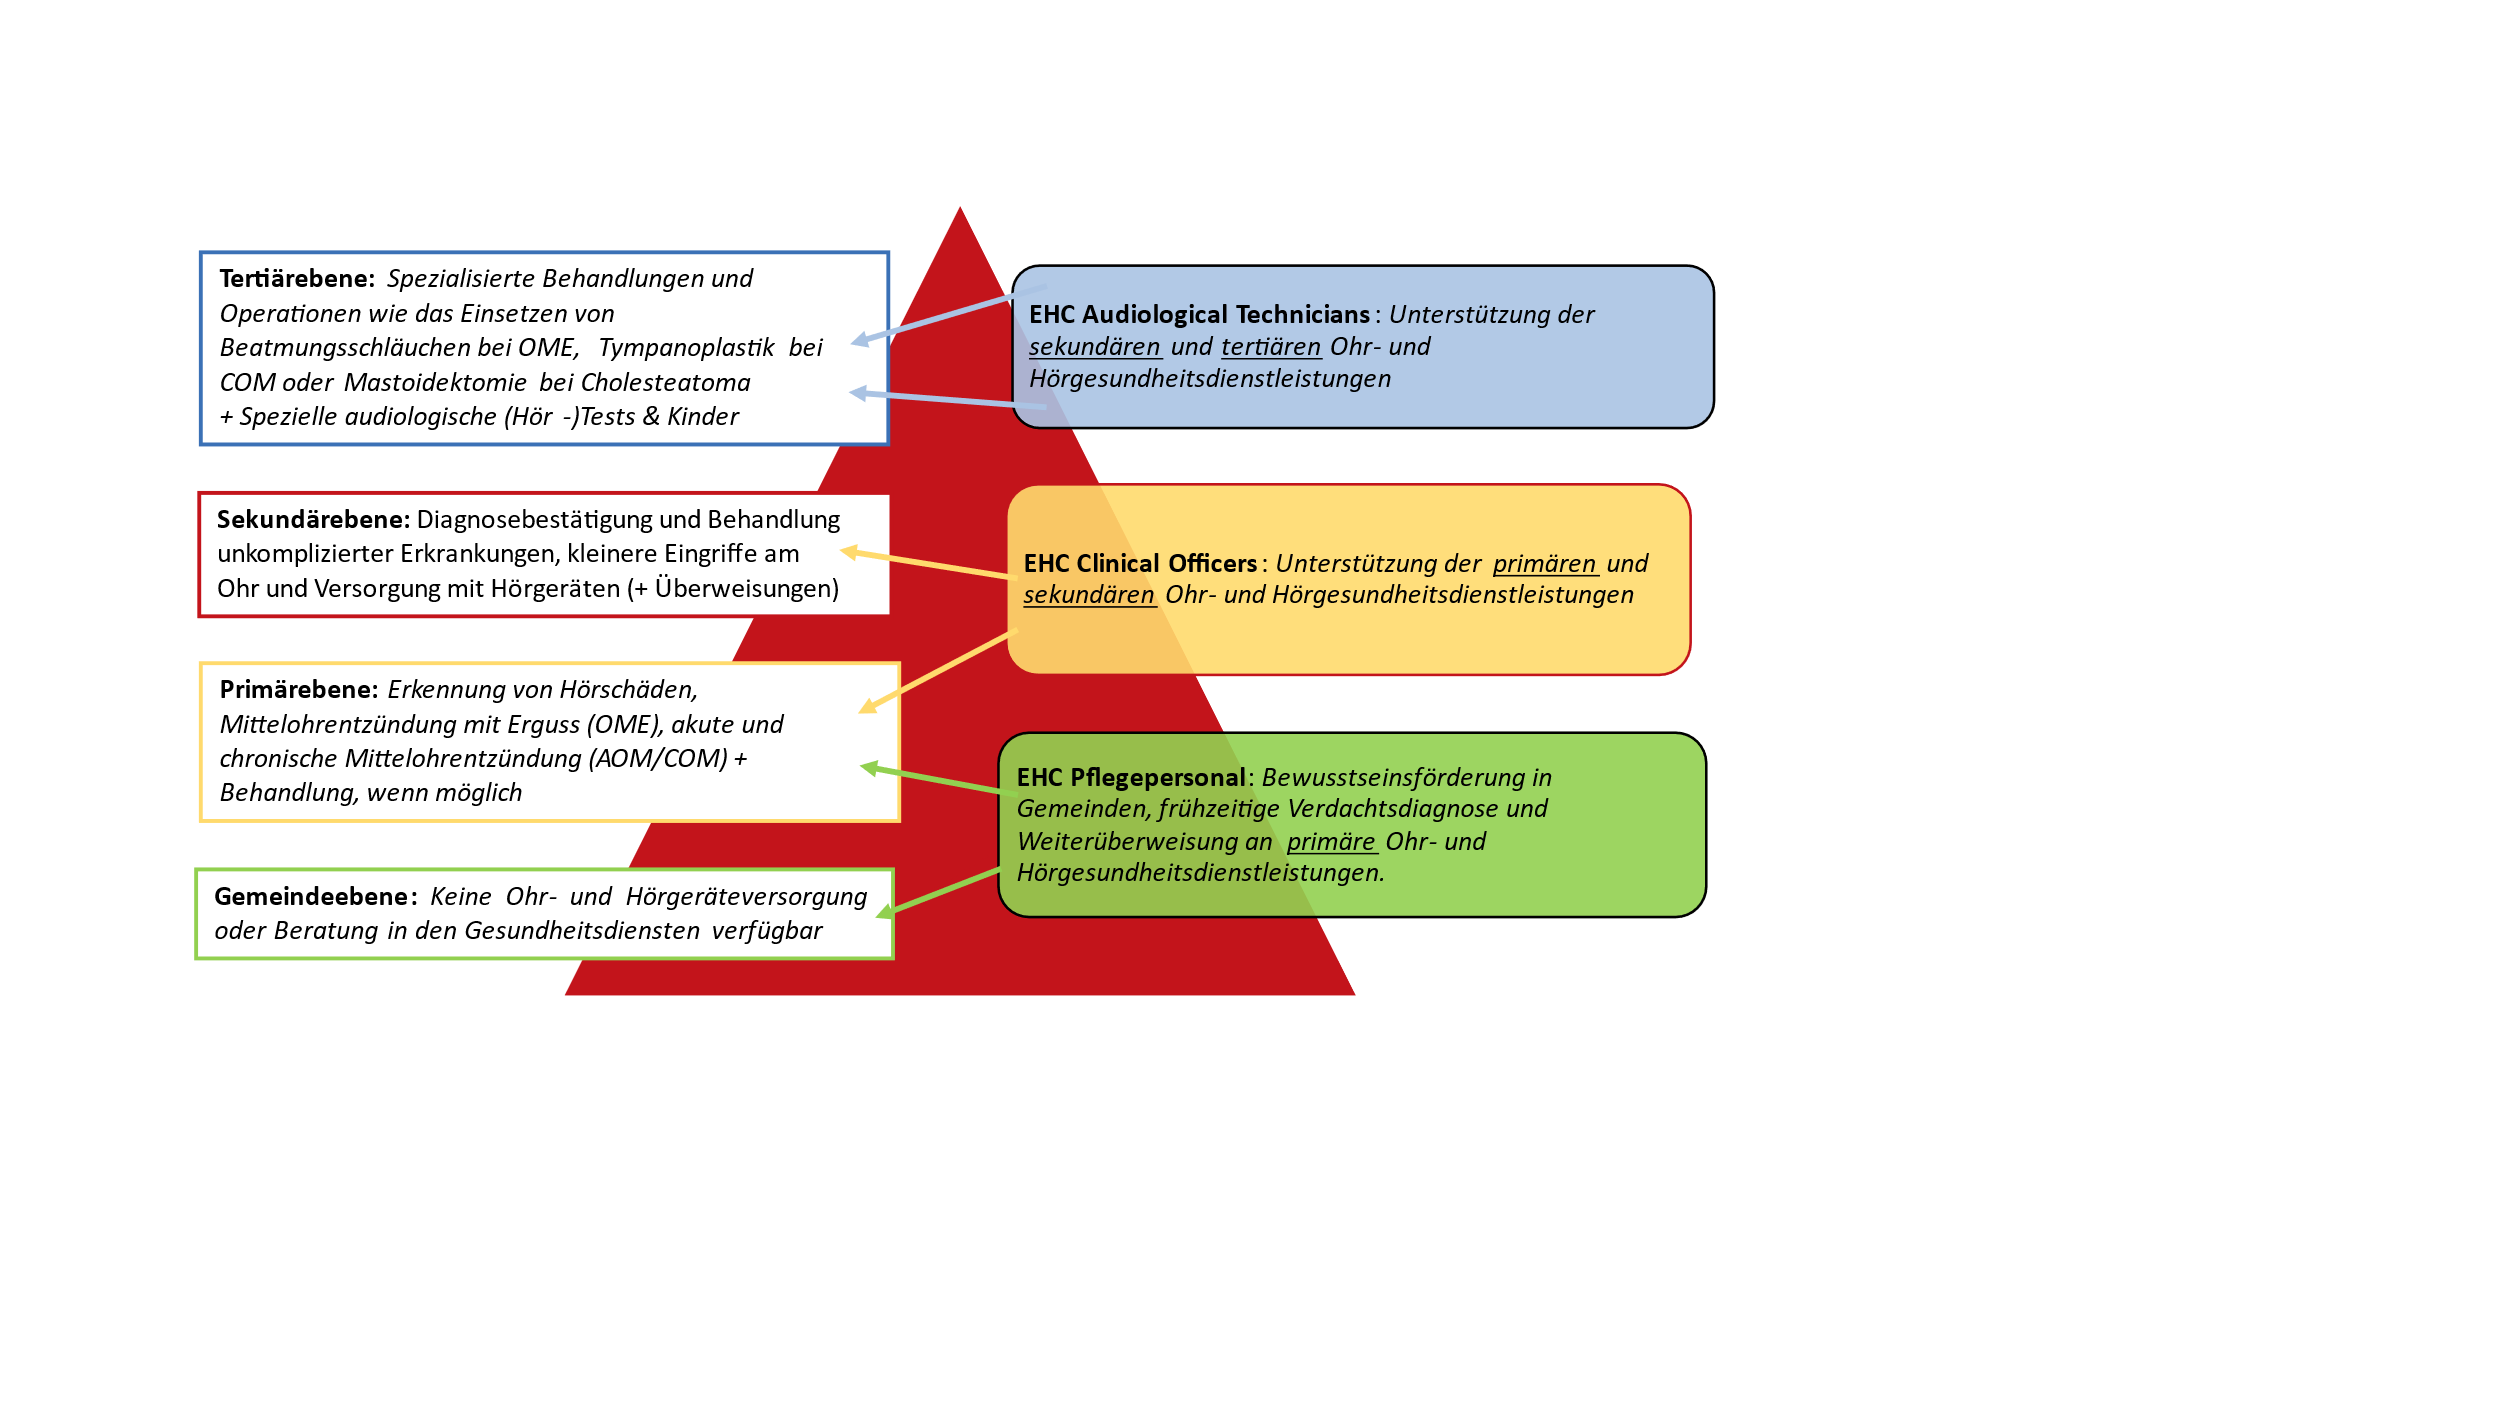 Tertiärebene: Spezialisierte Behandlungen und
Operationen wie das Einsetzen von
Beatmungsschläuchen bei OME, Tympanoplastik bei
COM oder Mastoidektomie bei Cholesteatoma
+ Spezielle audiologische (Hör -)Tests & Kinder
EHC Audiological Technicians : Unterstützung der
sekundären und tertiären Ohr- und
Hörgesundheitsdienstleistungen
Sekundärebene: Diagnosebestätigung und Behandlung
unkomplizierter Erkrankungen, kleinere Eingriffe am
Ohr und Versorgung mit Hörgeräten (+ Überweisungen)
EHC Clinical Officers : Unterstützung der primären und
sekundären Ohr- und Hörgesundheitsdienstleistungen
Primärebene: Erkennung von Hörschäden,
Mittelohrentzündung mit Erguss (OME), akute und
chronische Mittelohrentzündung (AOM/COM) +
Behandlung, wenn möglich
EHC Pflegepersonal: Bewusstseinsförderung in
Gemeinden, frühzeitige Verdachtsdiagnose und
Weiterüberweisung an primäre Ohr- und
Hörgesundheitsdienstleistungen.
Gemeindeebene: Keine Ohr- und Hörgeräteversorgung
oder Beratung in den Gesundheitsdiensten verfügbar